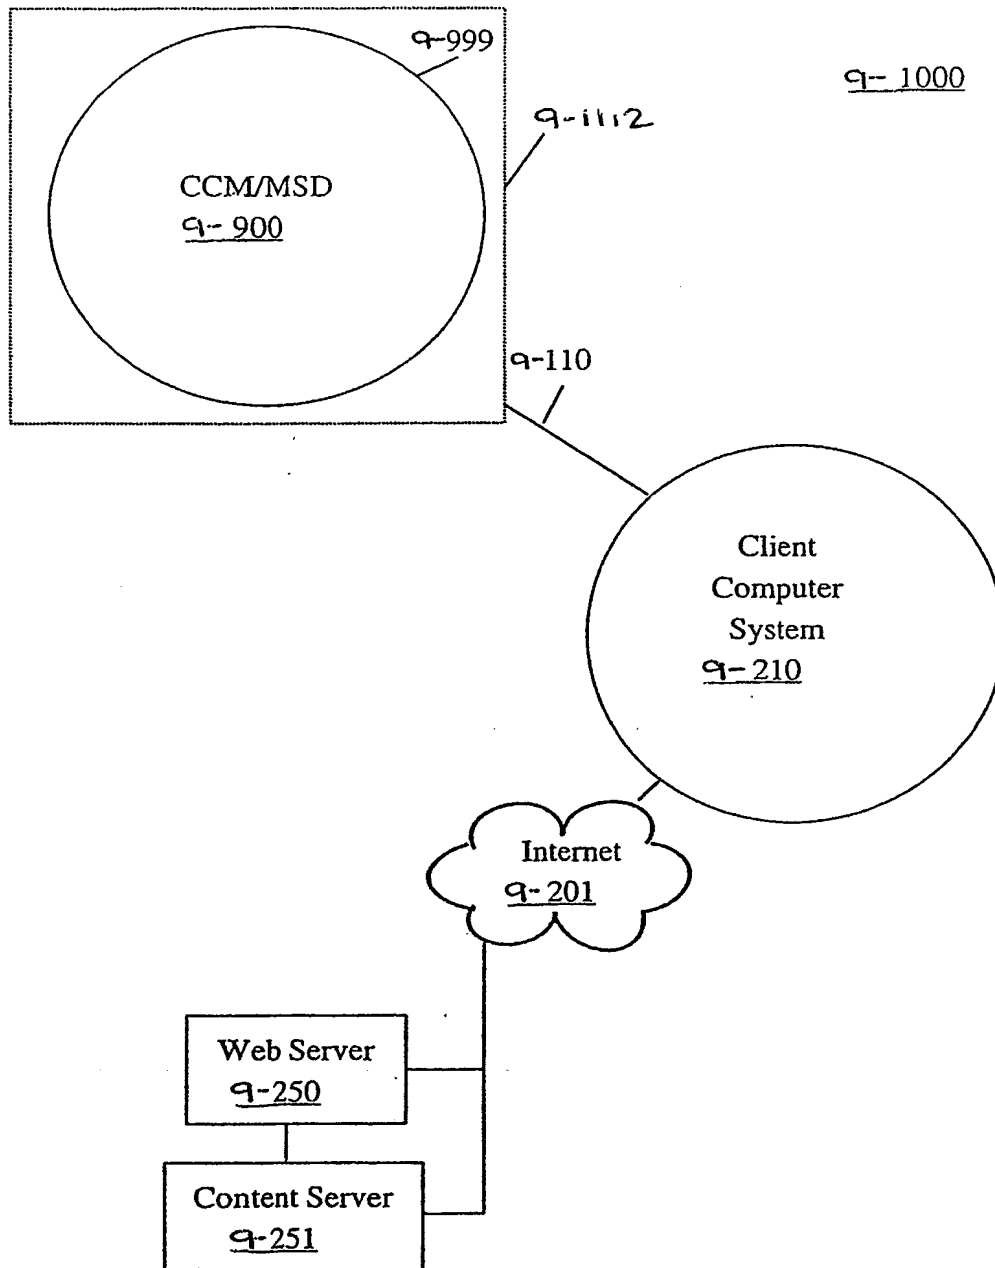 9-999
9-1000
9-1112
CCM/MSD
9-900
9-110
Client
Computer
System
9-210
Internet
9-201
Web Server
9-250
Content Server
9-251